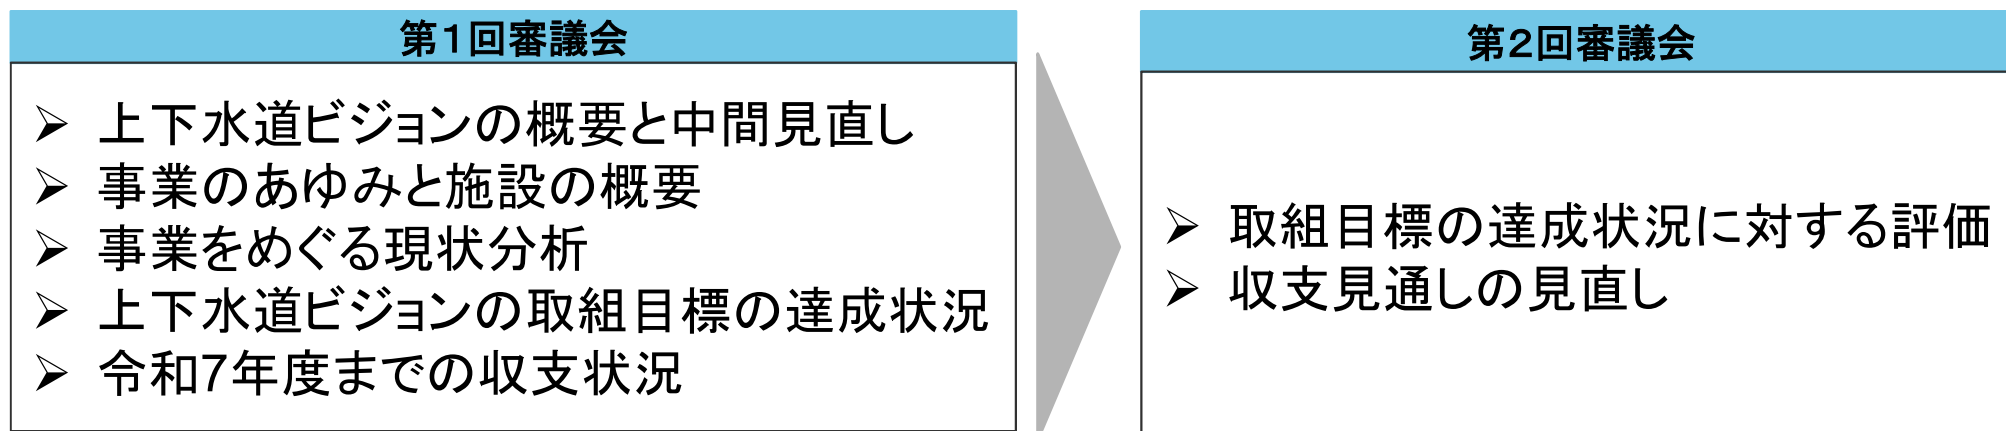 第1回審議会
➢ 上下水道ビジョンの概要と中間見直し
➢ 事業のあゆみと施設の概要
➢ 事業をめぐる現状分析
➢ 上下水道ビジョンの取組目標の達成状況
➢ 令和7年度までの収支状況
第2回審議会
➢ 取組目標の達成状況に対する評価
➢ 収支見通しの見直し